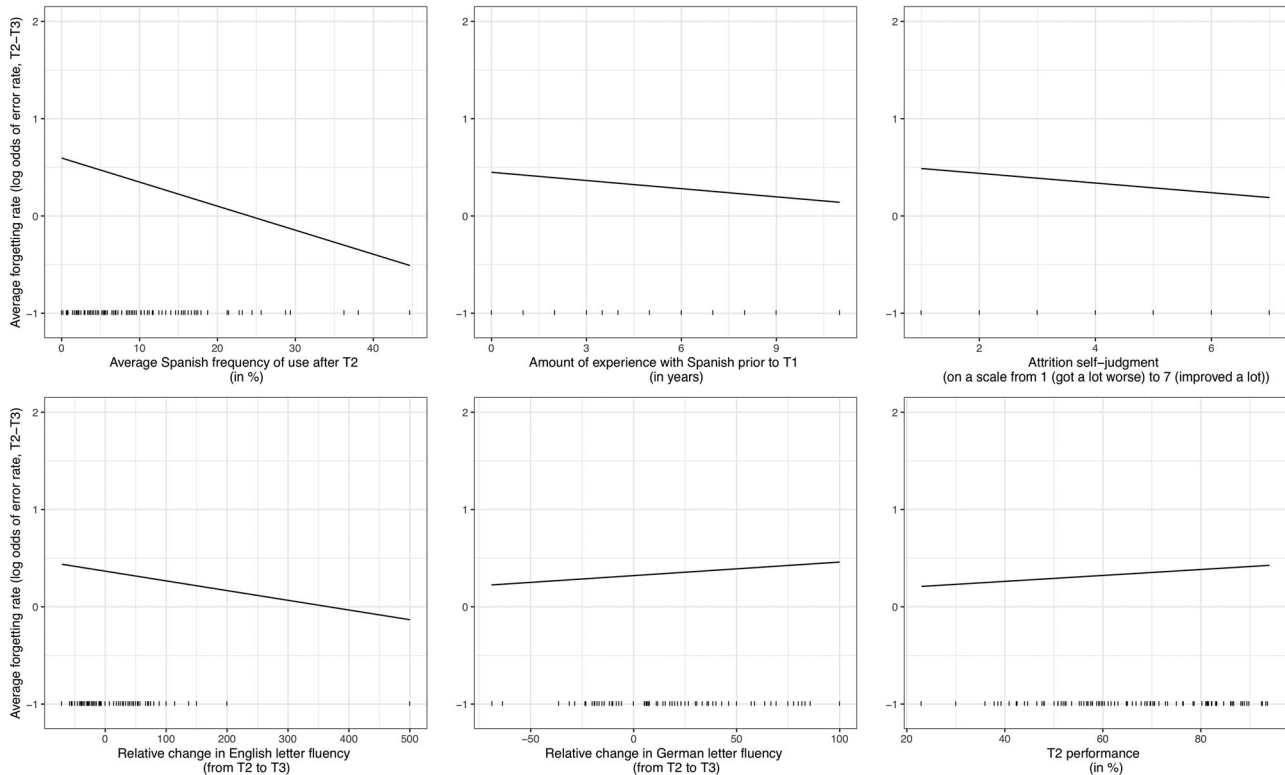 Average forgetting rate (log odds of error rate, T2−T3)
2
1
0
−1
0 10 20 30 40
Average Spanish frequency of use after T2
(in %)
2
1
0
−1
0 3 6 9
Amount of experience with Spanish prior to T1
(in years)
2
1
0
−1
2 4 6
Attrition self−judgment
(on a scale from 1 (got a lot worse) to 7 (improved a lot))
Average forgetting rate (log odds of error rate, T2−T3)
2
1
0
−1
0 100 200 300 400 500
Relative change in English letter fluency
(from T2 to T3)
2
1
0
−1
−50 0 50 100
Relative change in German letter fluency
(from T2 to T3)
2
1
0
−1
20 40 60 80
T2 performance
(in %)